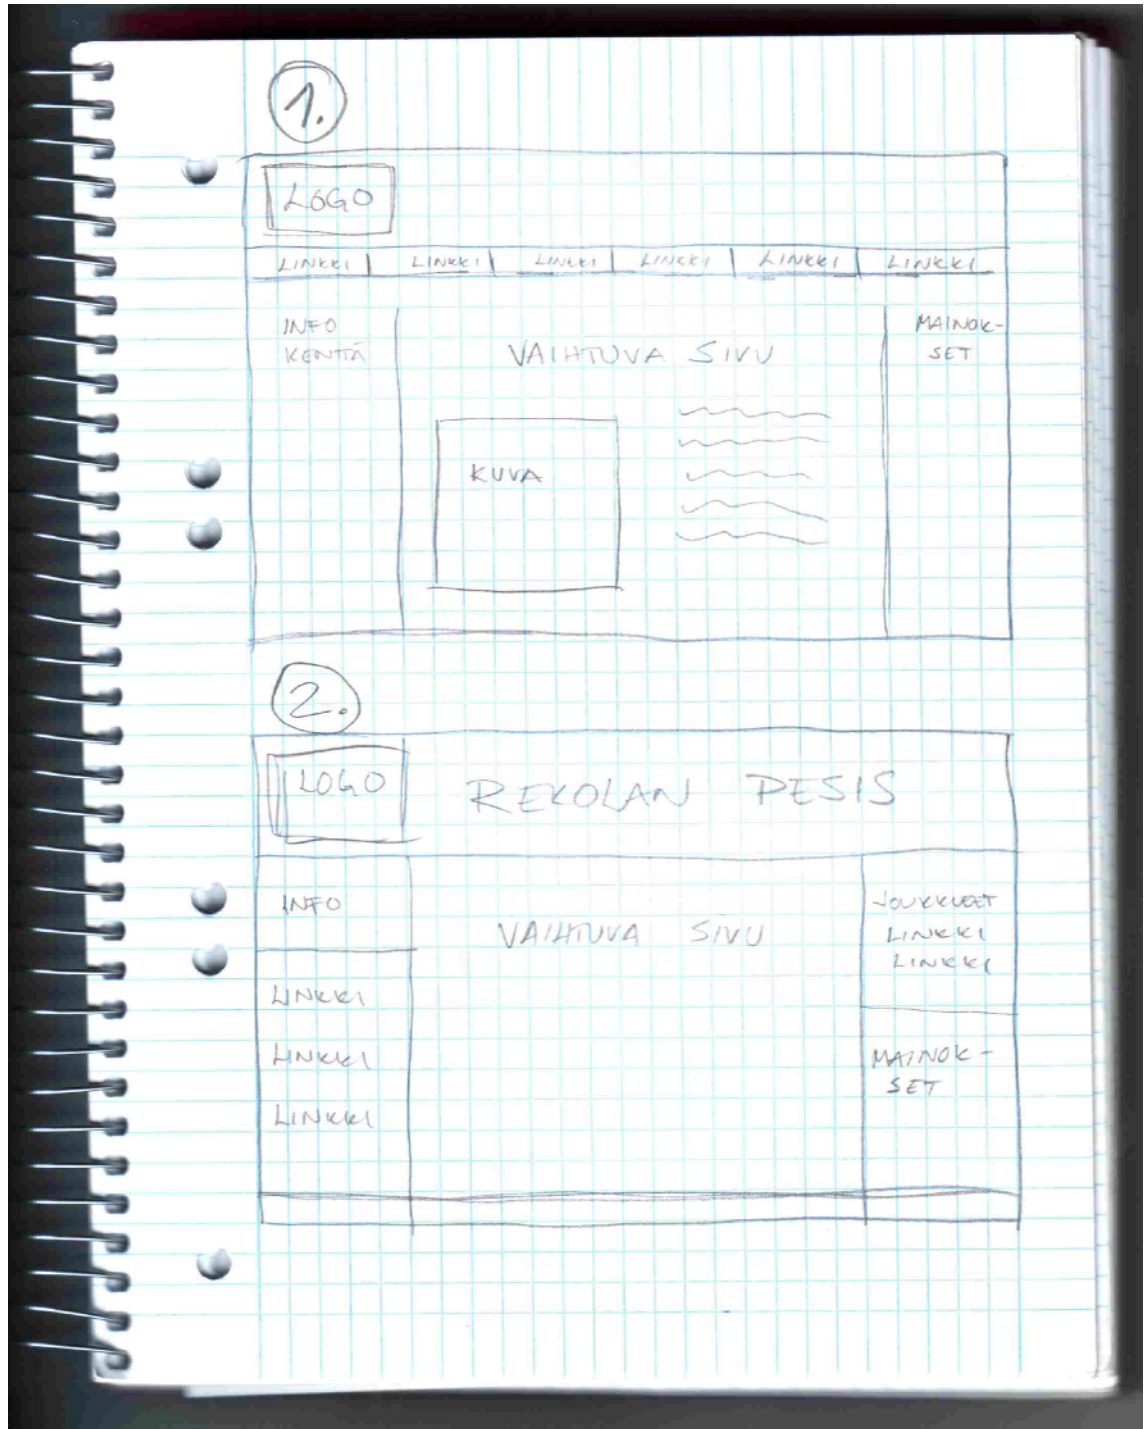 1.
LOGO
LINKKI LINKKI LINKKI LINKKI LINKKI LINKKI
INFO
KENTTÄ
VAIHTUVA SIVU
MAINOK-
SET
KUVA
2.
LOGO
REKOLAN PESIS
INFO
LINKKI
LINKKI
LINKKI
VAIHTUVA SIVU
JOUKKUEET
LINKKI
LINKKI
MAINOK-
SET